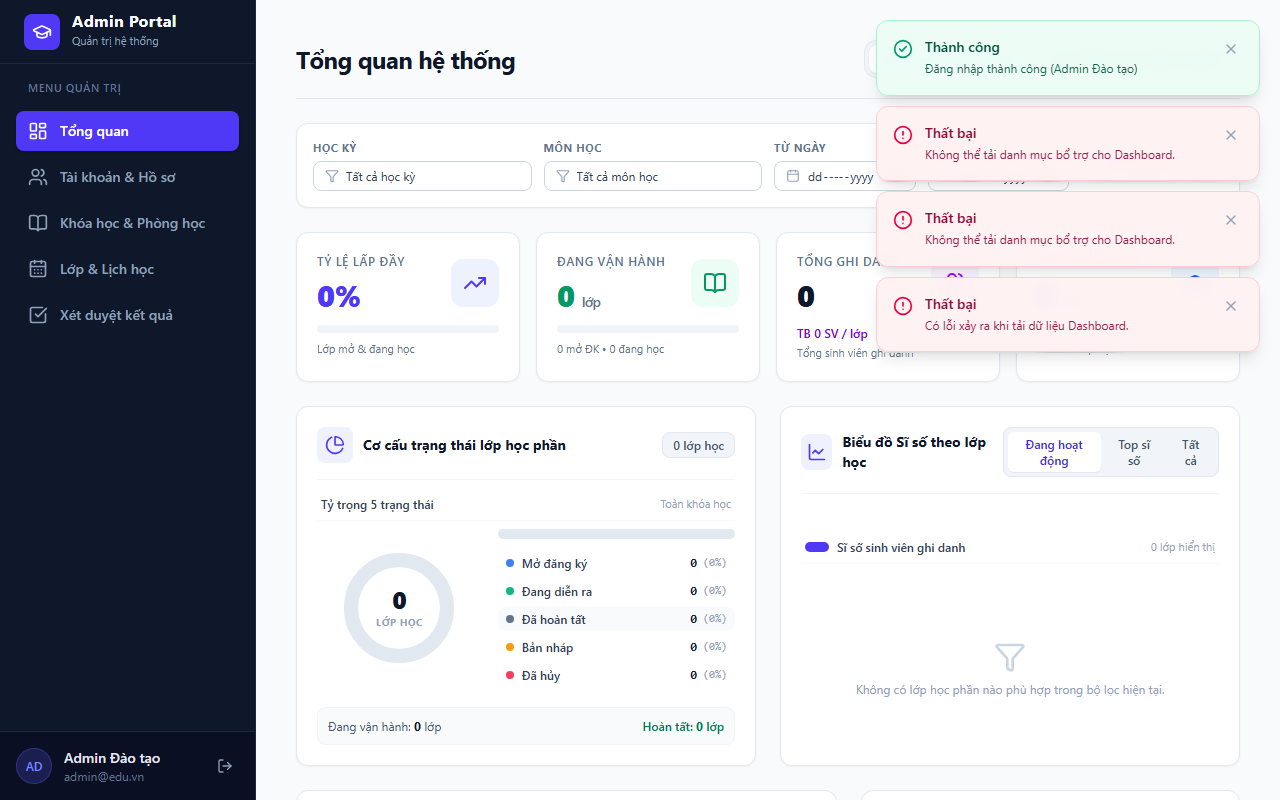 Admin Portal
Quản trị hệ thống
MENU QUẢN TRỊ
Tổng quan
Tài khoản & Hồ sơ
Khóa học & Phòng học
Lớp & Lịch học
Xét duyệt kết quả
AD
Admin Đào tạo
admin@edu.vn
Tổng quan hệ thống
Thành công
Đăng nhập thành công (Admin Đào tạo)
Thất bại
Không thể tải danh mục bổ trợ cho Dashboard.
Thất bại
Không thể tải danh mục bổ trợ cho Dashboard.
Thất bại
Có lỗi xảy ra khi tải dữ liệu Dashboard.
HỌC KỲ
MÔN HỌC
TỪ NGÀY
Tất cả học kỳ
Tất cả môn học
dd-----yyyy
TỶ LỆ LẤP ĐẦY
0%
Lớp mở & đang học
ĐANG VẬN HÀNH
0 lớp
0 mở ĐK • 0 đang học
TỔNG GHI
0
TB 0 SV / lớp
Tổng sinh viên ghi danh
Cơ cấu trạng thái lớp học phần
0 lớp học
Tỷ trọng 5 trạng thái
Toàn khóa học
0
LỚP HỌC
Mở đăng ký 0 (0%)
Đang diễn ra 0 (0%)
Đã hoàn tất 0 (0%)
Bản nháp 0 (0%)
Đã hủy 0 (0%)
Đang vận hành: 0 lớp
Hoàn tất: 0 lớp
Biểu đồ Sĩ số theo lớp
học
Đang hoạt
động
Top sĩ
số
Tất
cả
Sĩ số sinh viên ghi danh
0 lớp hiển thị
Không có lớp học phần nào phù hợp trong bộ lọc hiện tại.